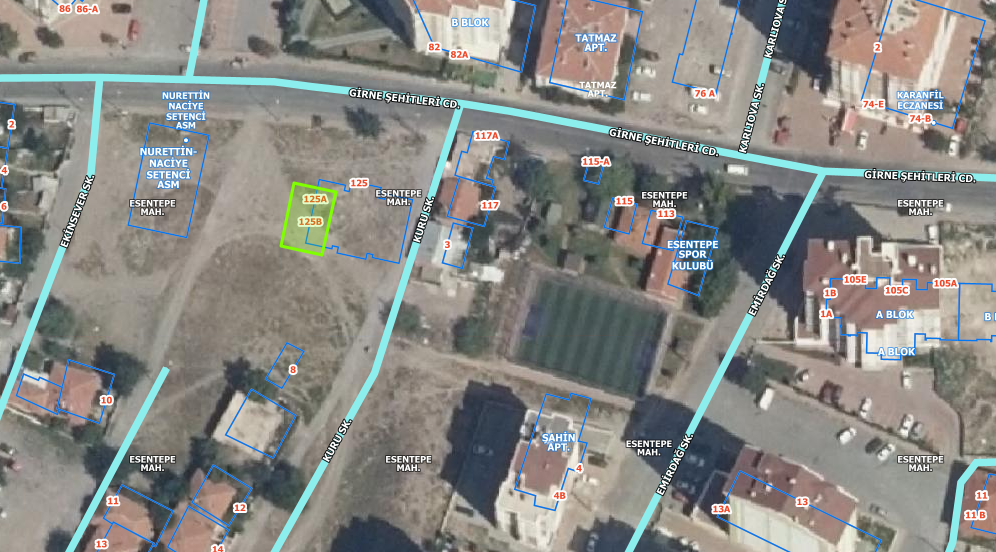 86
86-A
B BLOK
82
82A
TATMAZ
APT.
TATMAZ
APT.
76 A
KARLIOVA SK.
KARLIOVA SK.
2
74-E
KARANFİL
ECZANESİ
74-B
NURETTİN
NACİYE
SETENCİ
ASM
NURETTİN-
NACİYE
SETENCİ
ASM
GİRNE ŞEHİTLERİ CD.
GİRNE ŞEHİTLERİ CD.
GİRNE ŞEHİTLERİ CD.
2
4
6
EKİNSEVER SK.
ESENTEPE
MAH.
125
125A
125B
ESENTEPE
MAH.
KURU SK.
117A
117
3
115-A
115
ESENTEPE
MAH.
113
ESENTEPE
SPOR
KULUBÜ
ESENTEPE
MAH.
EMİRDAĞ SK.
105E
105C
105A
1B
1A
A BLOK
A BLOK
B
8
10
KURU SK.
ESENTEPE
MAH.
ESENTEPE
MAH.
ŞAHİN
APT.
4
4B
ESENTEPE
MAH.
EMİRDAĞ SK.
ESENTEPE
MAH.
11
12
13
14
13A
13
11
11 B